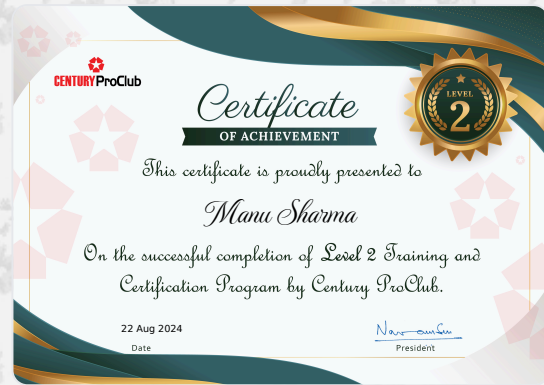 CENTURY ProClub
LEVEL
2
Certificate
OF ACHIEVEMENT
This certificate is proudly presented to
Manu Sharma
On the successful completion of Level 2 Training and
Certification Program by Century ProClub.
22 Aug 2024
Date
President